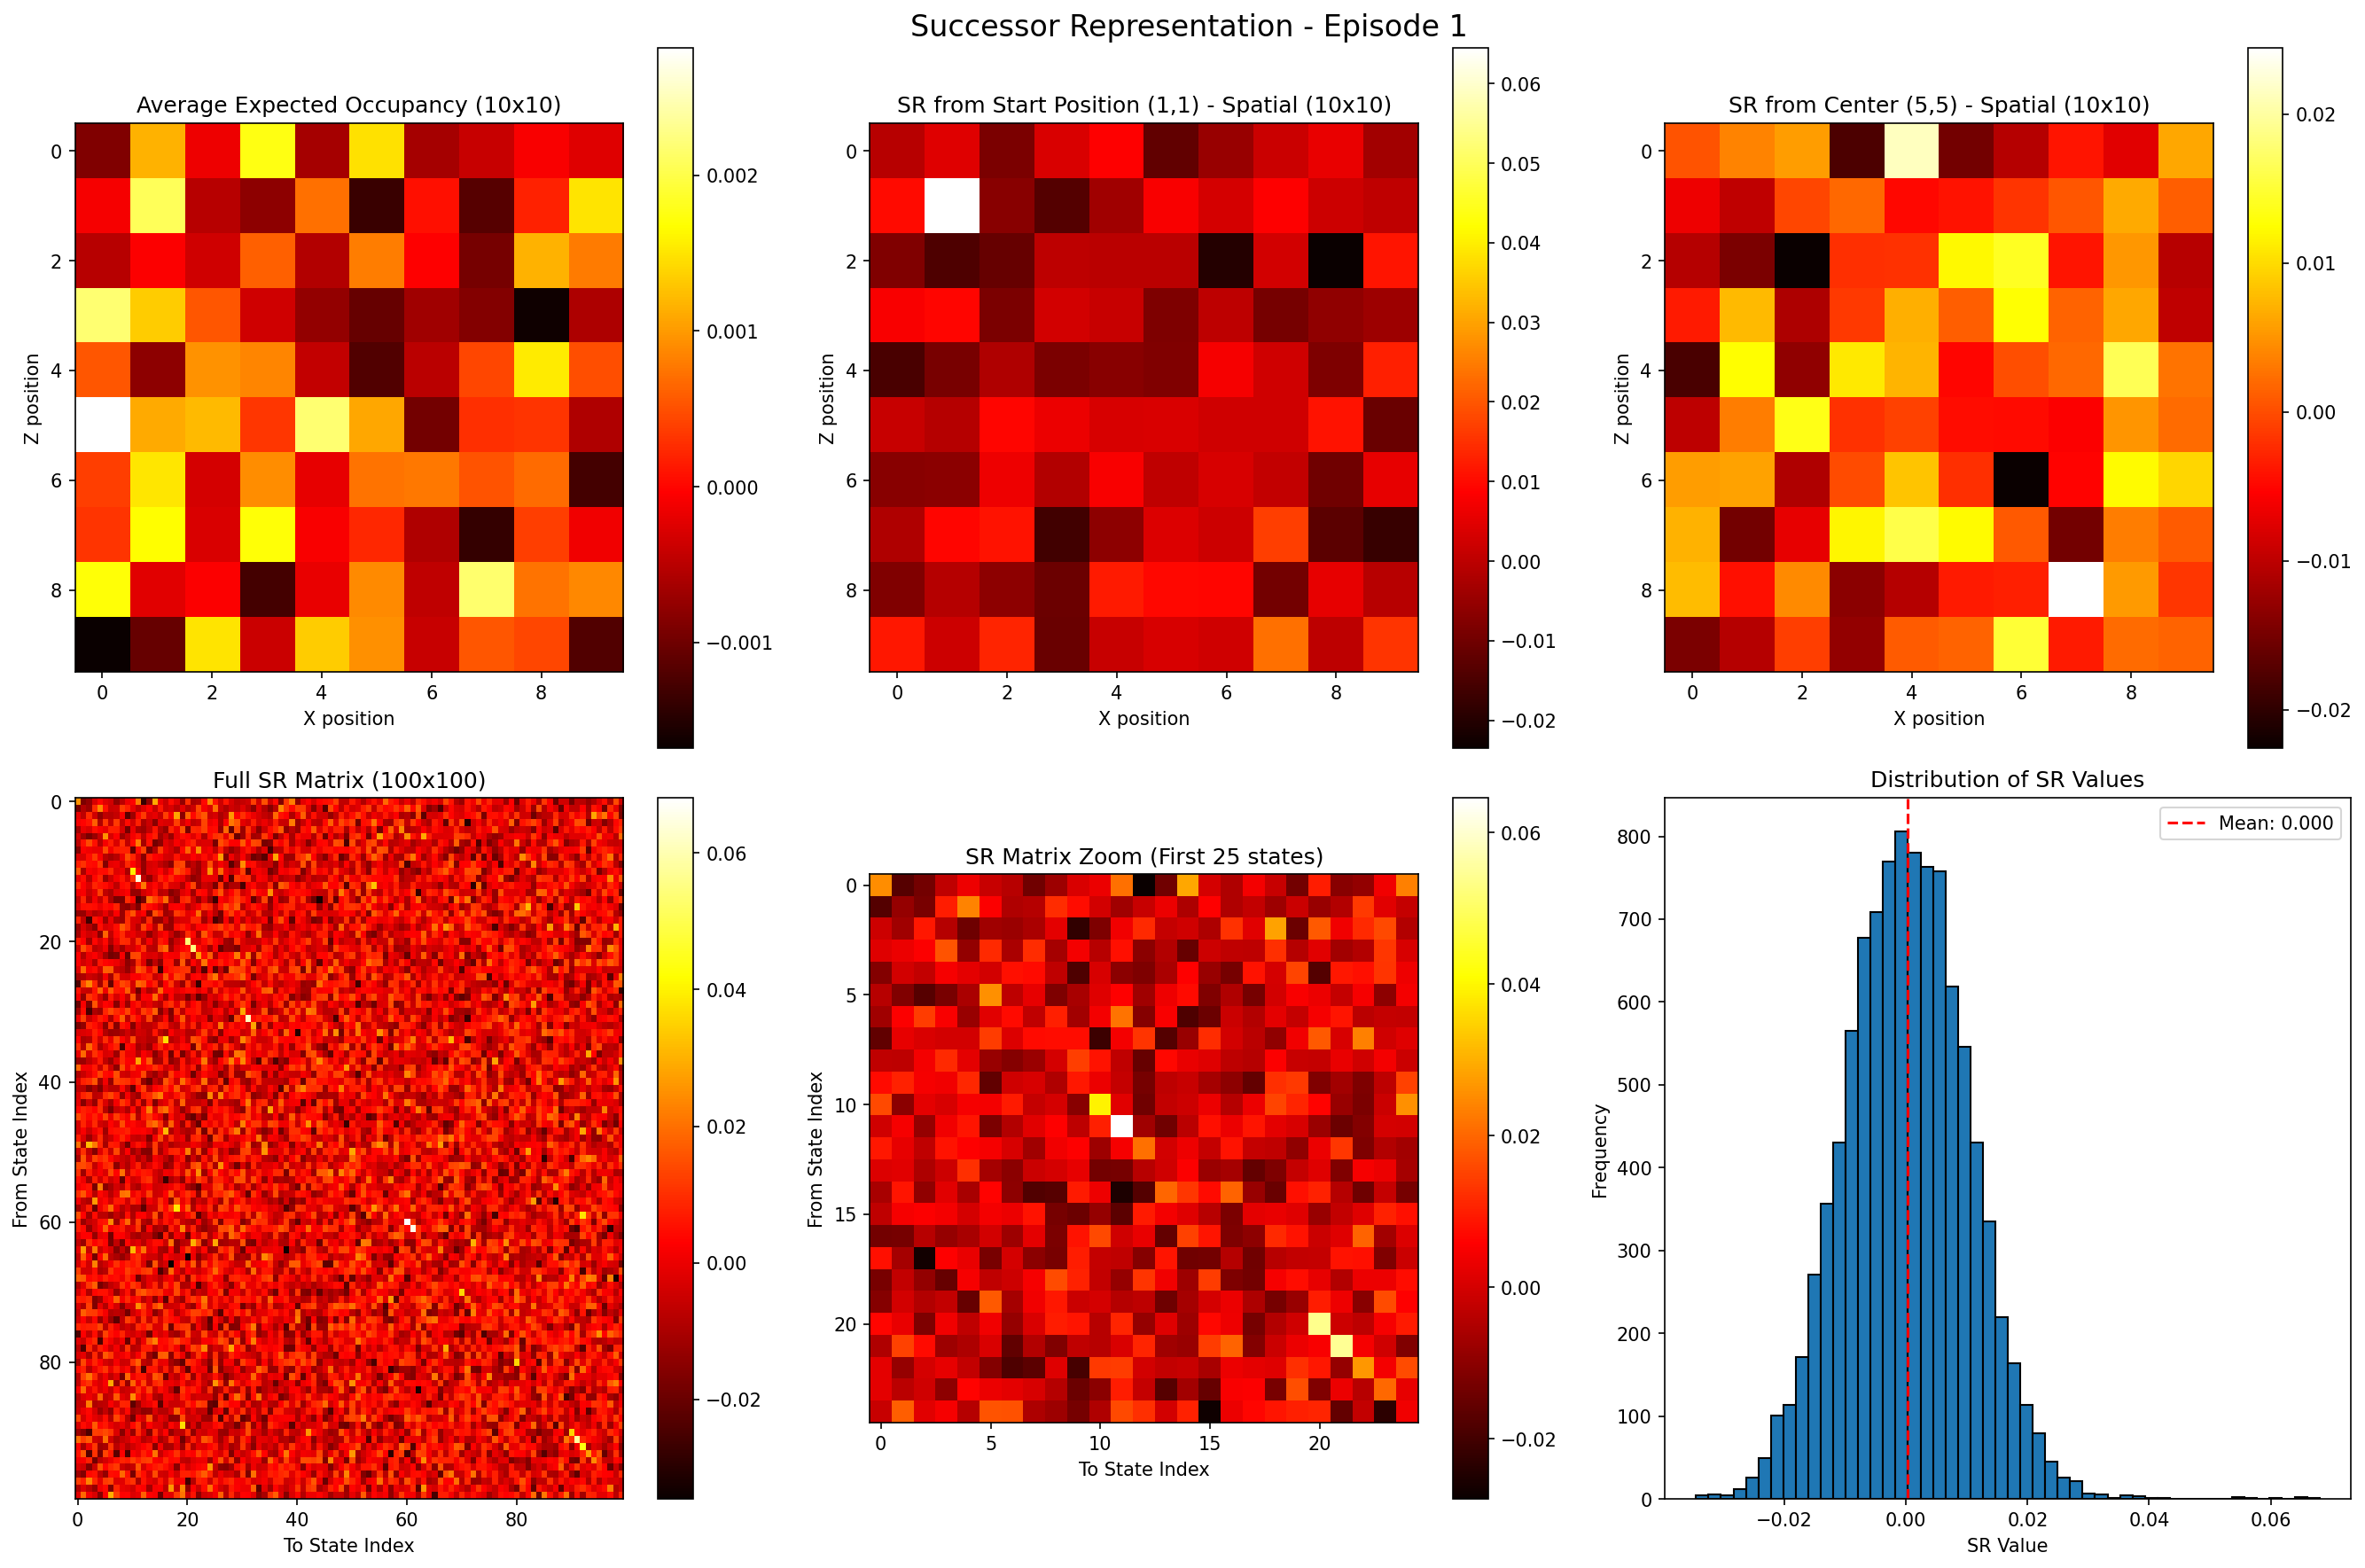 Successor Representation - Episode 1
Average Expected Occupancy (10x10)
0
2
4
6
8
Z position
0 2 4 6 8
X position
0.002
0.001
0.000
−0.001
SR from Start Position (1,1) - Spatial (10x10)
0
2
4
6
8
Z position
0 2 4 6 8
X position
0.06
0.05
0.04
0.03
0.02
0.01
0.00
−0.01
−0.02
SR from Center (5,5) - Spatial (10x10)
0
2
4
6
8
Z position
0 2 4 6 8
X position
0.02
0.01
0.00
−0.01
−0.02
Full SR Matrix (100x100)
0
20
40
60
80
From State Index
0 20 40 60 80
To State Index
0.06
0.04
0.02
0.00
−0.02
SR Matrix Zoom (First 25 states)
0
5
10
15
20
From State Index
0 5 10 15 20
To State Index
0.06
0.04
0.02
0.00
−0.02
Distribution of SR Values
Mean: 0.000
800
700
600
500
400
300
200
100
0
Frequency
−0.02 0.00 0.02 0.04 0.06
SR Value